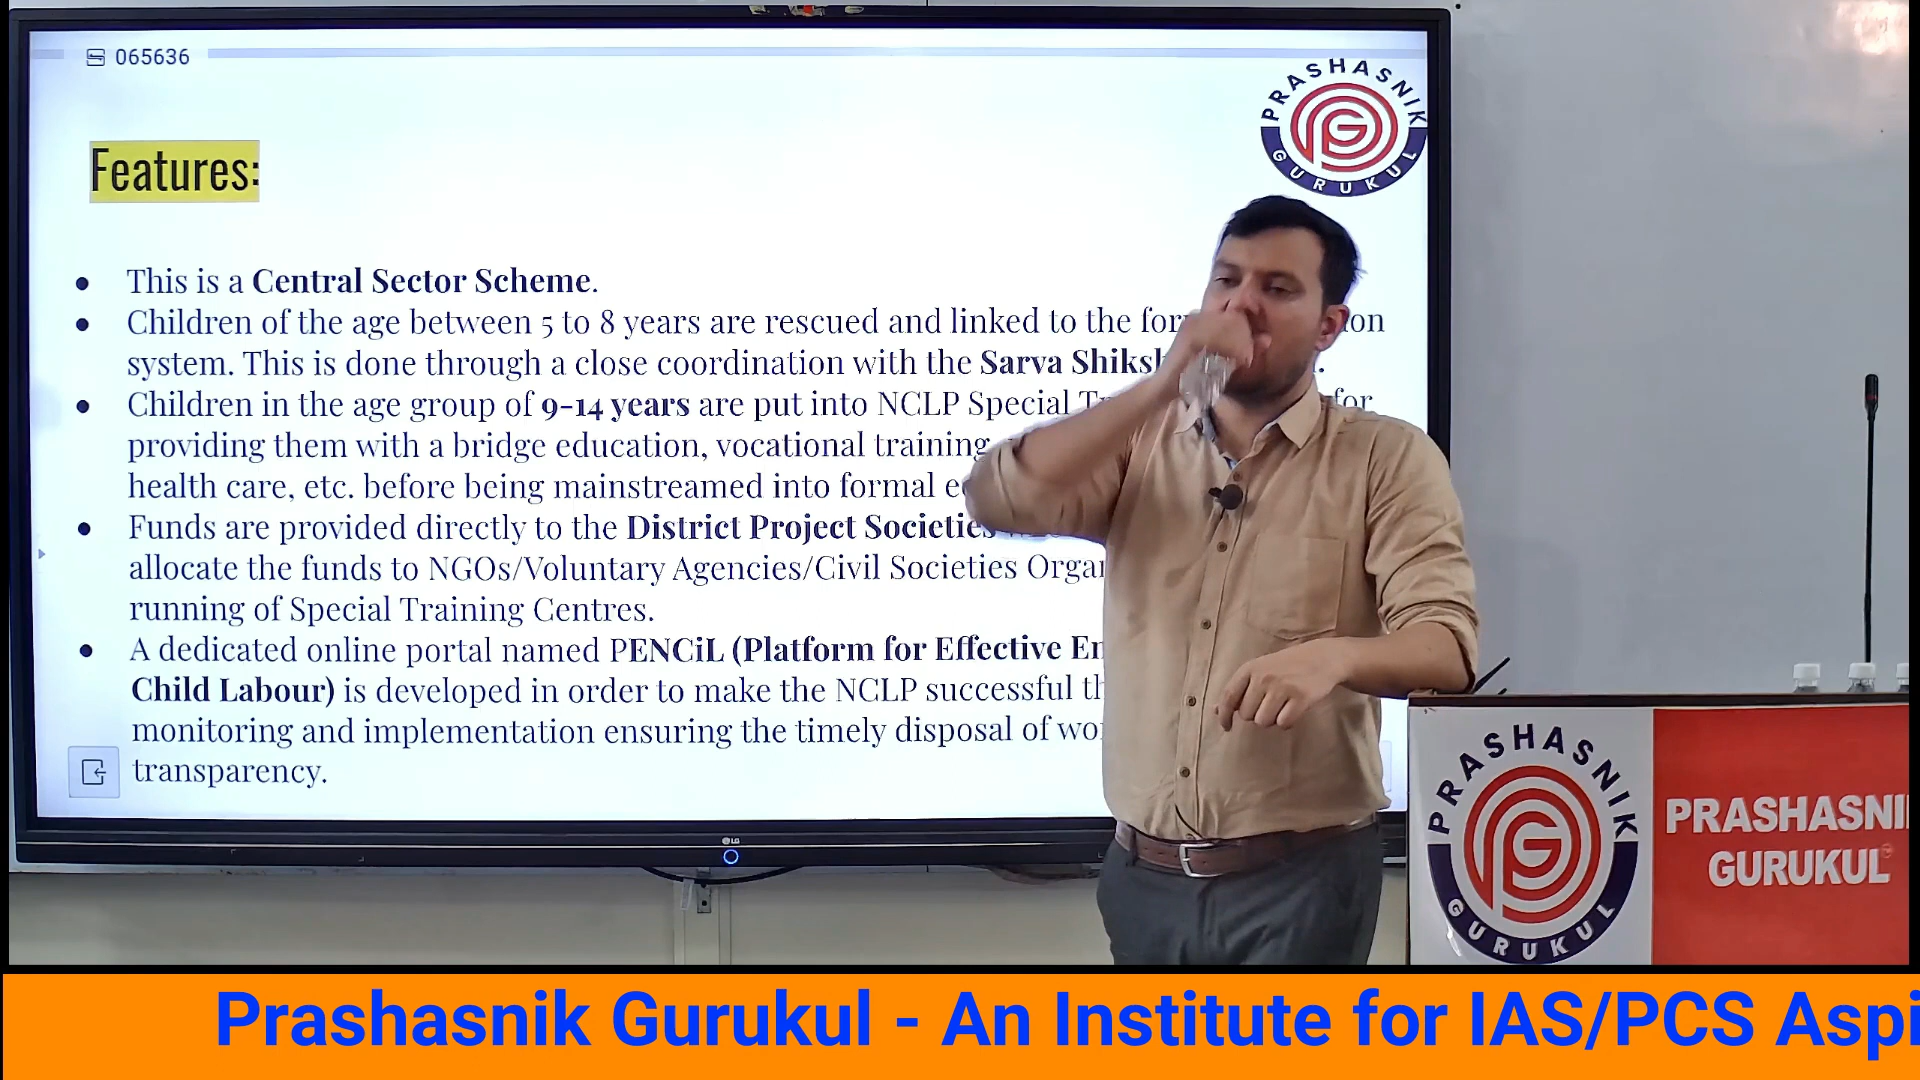 065636
PRASHASNIK
GURUKUL
Features:
This is a Central Sector Scheme.
Children of the age between 5 to 8 years are rescued and linked to the
system. This is done through a close coordination with the Sarva
Children in the age group of 9-14 years are put into NCLP Special for
providing them with a bridge education, vocational training
health care, etc. before being mainstreamed into formal
Funds are provided directly to the District Project Societies
allocate the funds to NGOs/Voluntary Agencies/Civil Societies
running of Special Training Centres.
A dedicated online portal named PENCiL (Platform for Effective
Child Labour) is developed in order to make the NCLP successful
monitoring and implementation ensuring the timely disposal of
transparency.
LG
PRASHASNIK
GURUKUL
PRASHASNI
GURUKUL
Prashasnik Gurukul - An Institute for IAS/PCS Aspi